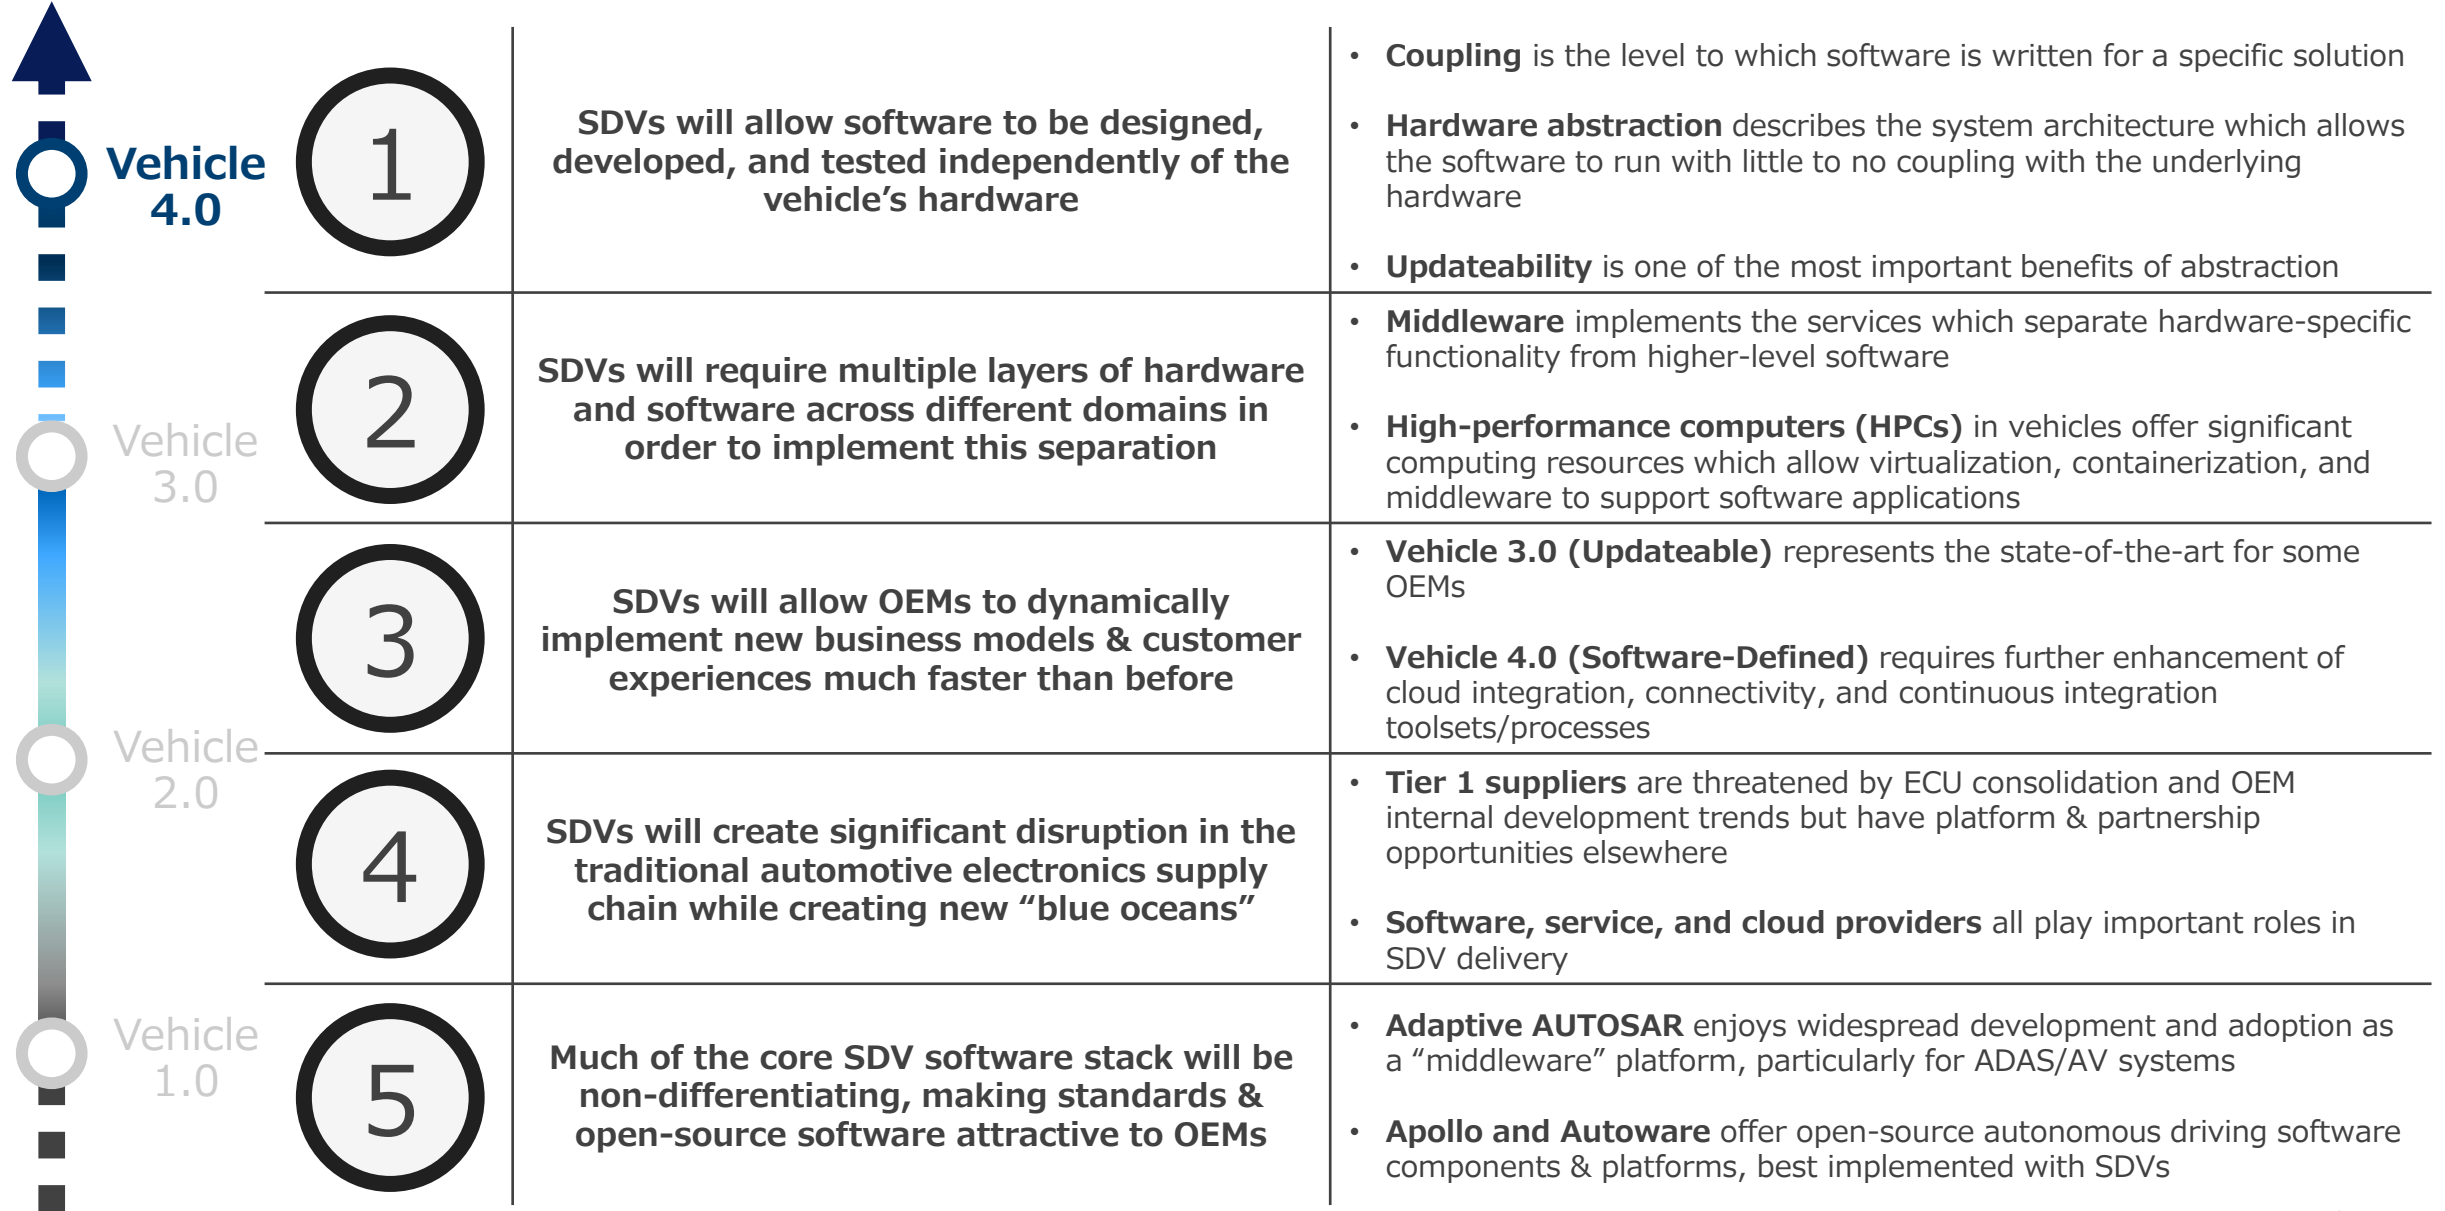 Vehicle
4.0
Vehicle
3.0
Vehicle
2.0
Vehicle
1.0
1
SDVs will allow software to be designed,
developed, and tested independently of the
vehicle’s hardware
• Coupling is the level to which software is written for a specific solution
• Hardware abstraction describes the system architecture which allows
the software to run with little to no coupling with the underlying
hardware
• Updateability is one of the most important benefits of abstraction
2
SDVs will require multiple layers of hardware
and software across different domains in
order to implement this separation
• Middleware implements the services which separate hardware-specific
functionality from higher-level software
• High-performance computers (HPCs) in vehicles offer significant
computing resources which allow virtualization, containerization, and
middleware to support software applications
3
SDVs will allow OEMs to dynamically
implement new business models & customer
experiences much faster than before
• Vehicle 3.0 (Updateable) represents the state-of-the-art for some
OEMs
• Vehicle 4.0 (Software-Defined) requires further enhancement of
cloud integration, connectivity, and continuous integration
toolsets/processes
4
SDVs will create significant disruption in the
traditional automotive electronics supply
chain while creating new “blue oceans”
• Tier 1 suppliers are threatened by ECU consolidation and OEM
internal development trends but have platform & partnership
opportunities elsewhere
• Software, service, and cloud providers all play important roles in
SDV delivery
5
Much of the core SDV software stack will be
non-differentiating, making standards &
open-source software attractive to OEMs
• Adaptive AUTOSAR enjoys widespread development and adoption as
a “middleware” platform, particularly for ADAS/AV systems
• Apollo and Autoware offer open-source autonomous driving software
components & platforms, best implemented with SDVs